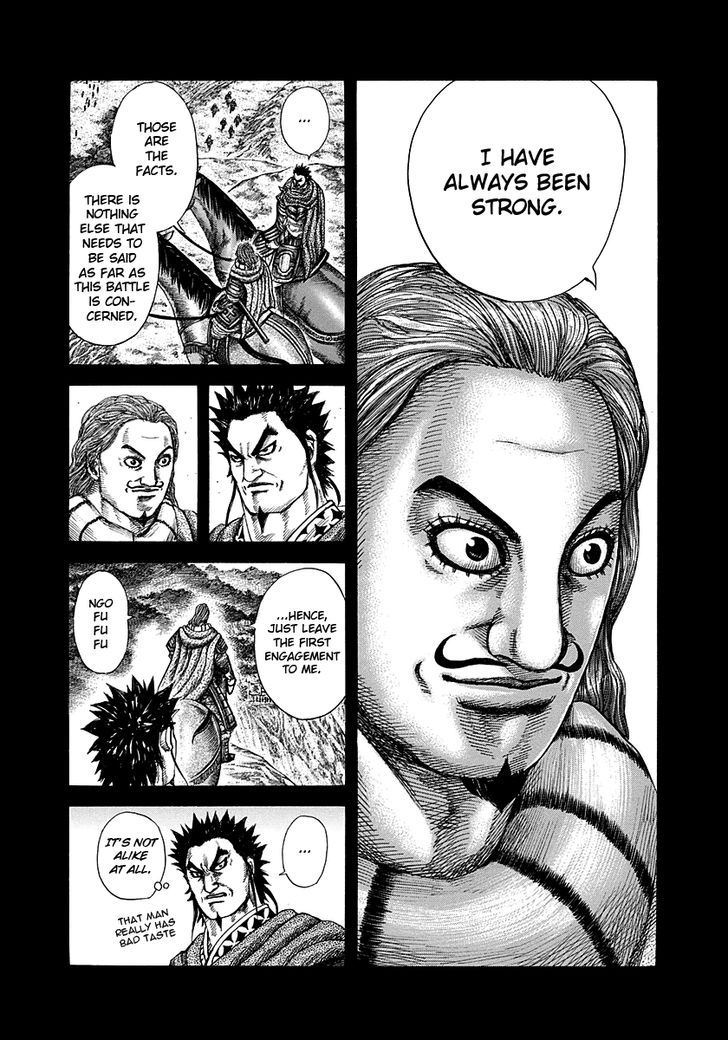 I HAVE
ALWAYS BEEN
STRONG.
...
THOSE
ARE
THE
FACTS.
THERE IS
NOTHING
ELSE THAT
NEEDS TO
BE SAID
AS FAR AS
THIS BATTLE
IS CON-
CERNED.
...HENCE,
JUST LEAVE
THE FIRST
ENGAGEMENT
TO ME.
NGO
FU
FU
FU
...
IT'S NOT
ALIKE
AT ALL.
THAT MAN
REALLY HAS
BAD TASTE